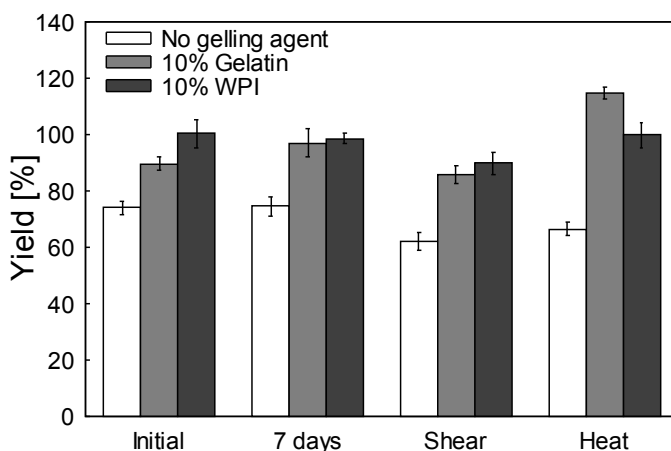 140
120
100
80
60
40
20
0
Yield [%]
No gelling agent
10% Gelatin
10% WPI
Initial 7 days Shear Heat